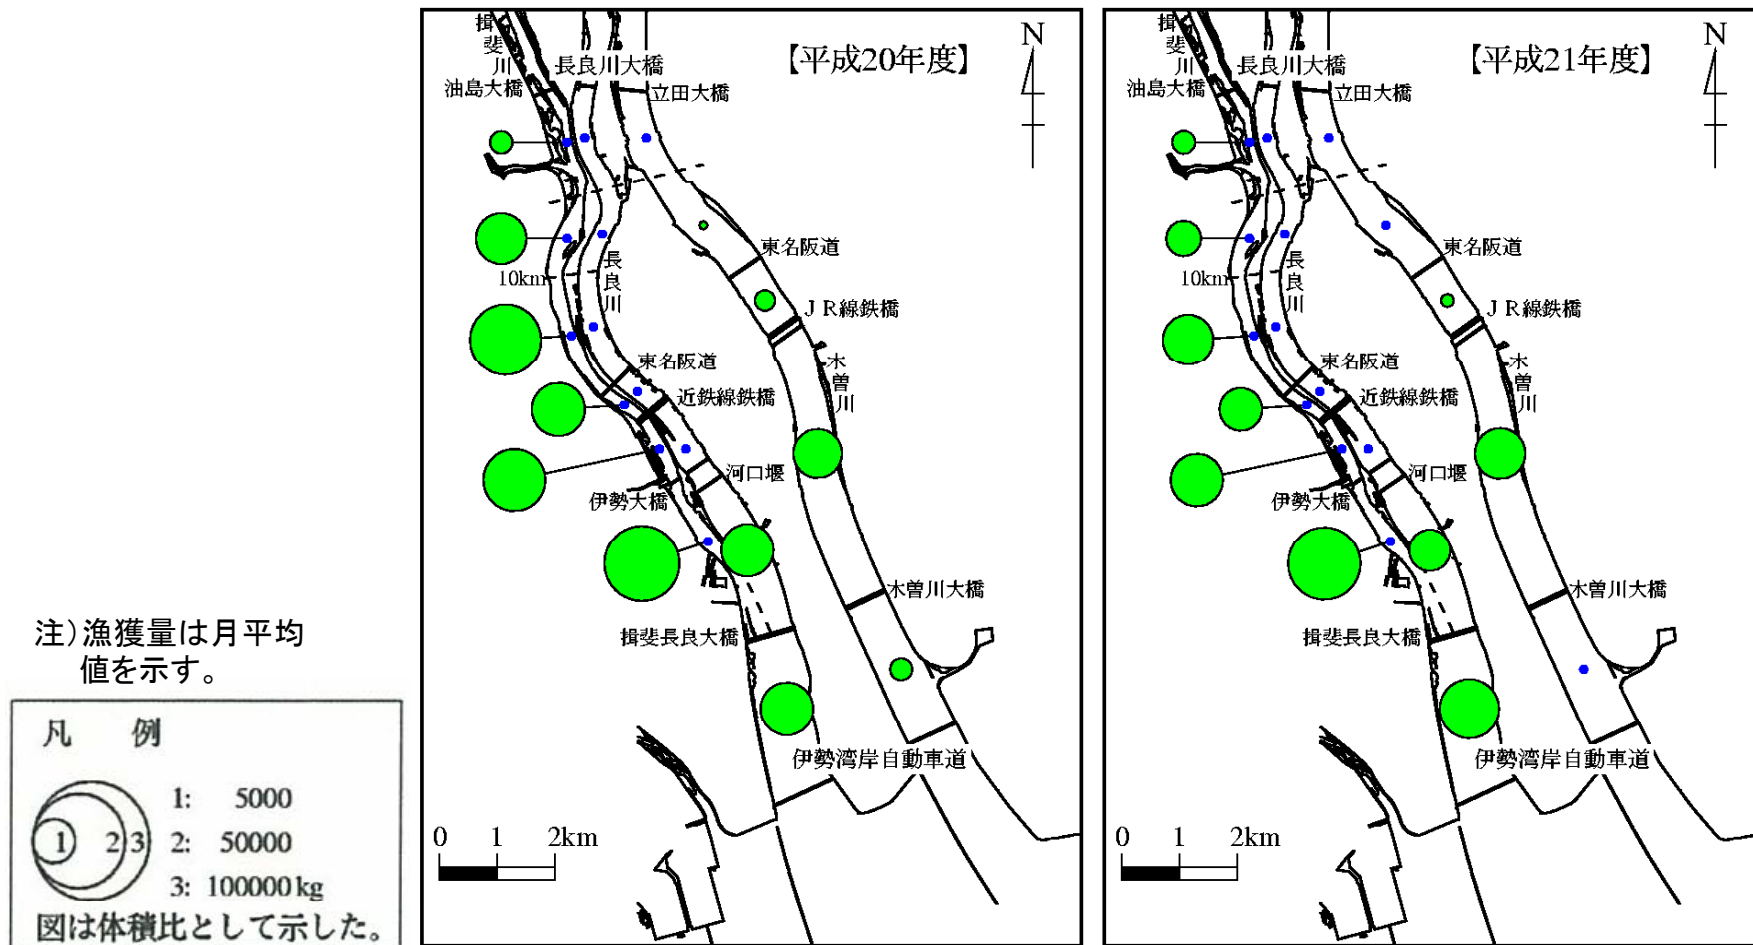 注)漁獲量は月平均
値を示す。
凡 例
1: 5000
2: 50000
3: 100000kg
1 2 3
図は体積比として示した。
【平成20年度】
N
揖斐川
長良川大橋
油島大橋
立田大橋
東名阪道
10km
長良川
JR線鉄橋
木曽川
東名阪道
近鉄線鉄橋
河口堰
伊勢大橋
木曽川大橋
揖斐長良大橋
伊勢湾岸自動車道
0 1 2km
【平成21年度】
N
揖斐川
長良川大橋
油島大橋
立田大橋
東名阪道
10km
長良川
JR線鉄橋
木曽川
東名阪道
近鉄線鉄橋
河口堰
伊勢大橋
木曽川大橋
揖斐長良大橋
伊勢湾岸自動車道
0 1 2km